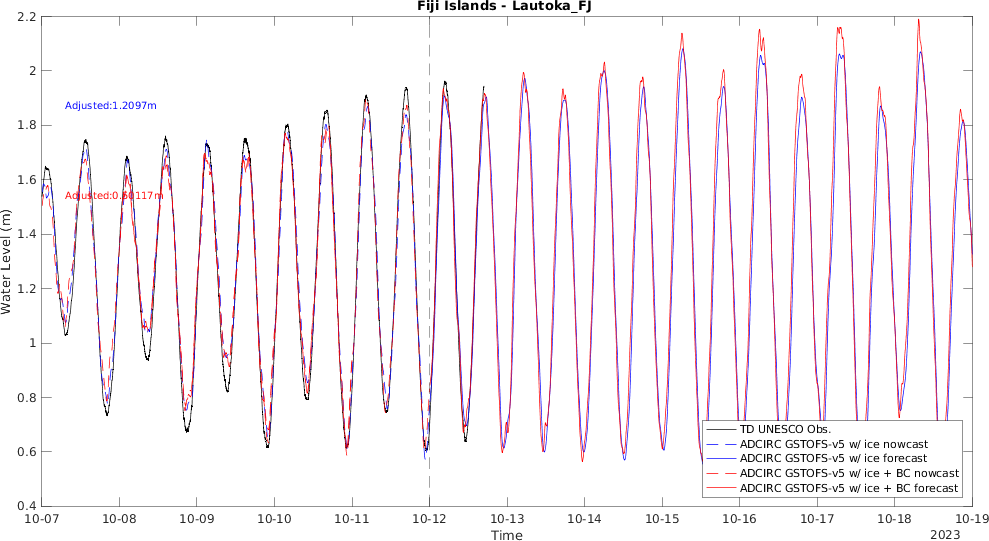 Fiji Islands - Lautoka_FJ
2.2
2
1.8
1.6
1.4
1.2
1
0.8
0.6
0.4
Water Level (m)
Adjusted:1.2097m
Adjusted:0.60117m
TD UNESCO Obs.
ADCIRC GSTOFS-v5 w/ ice nowcast
ADCIRC GSTOFS-v5 w/ ice forecast
ADCIRC GSTOFS-v5 w/ ice + BC nowcast
ADCIRC GSTOFS-v5 w/ ice + BC forecast
10-07 10-08 10-09 10-10 10-11 10-12 10-13 10-14 10-15 10-16 10-17 10-18 10-19
Time
2023